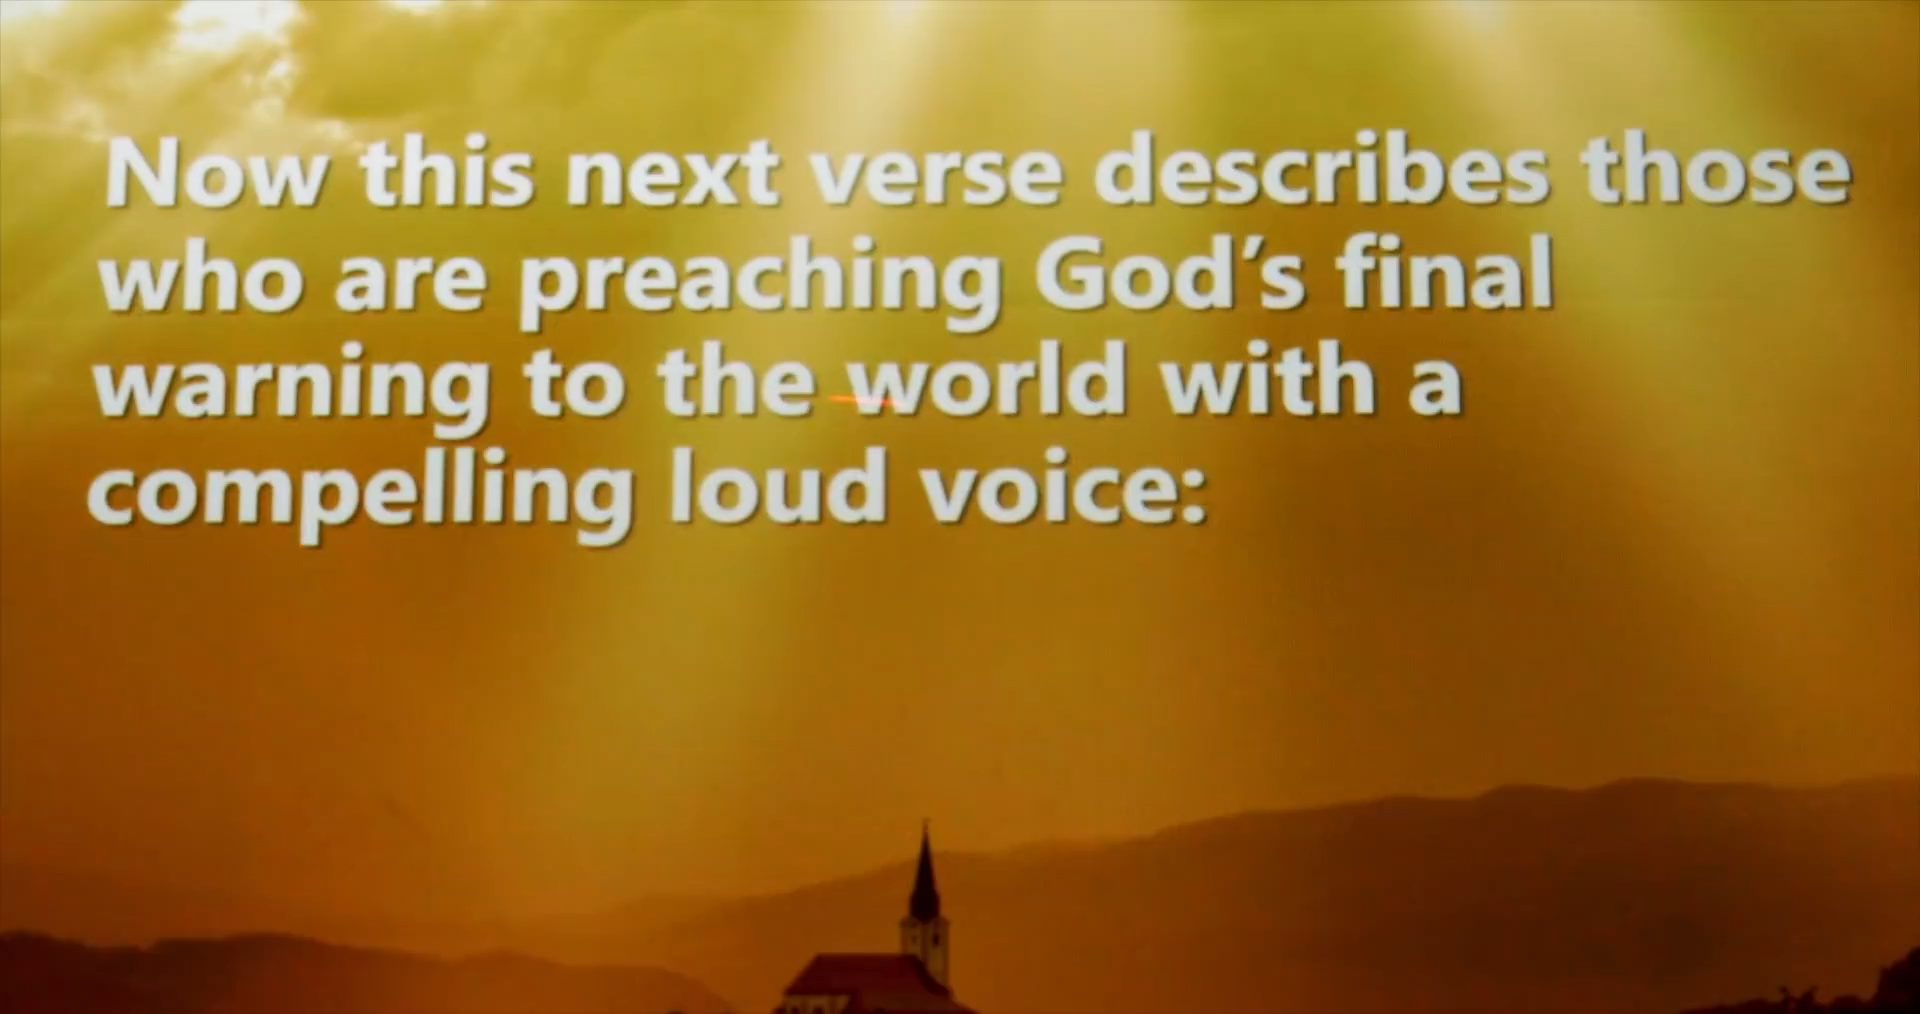 Now this next verse describes those
who are preaching God’s final
warning to the world with a
compelling loud voice: